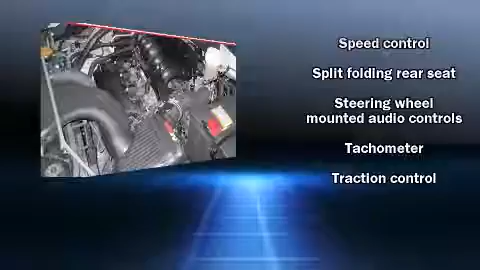 Speed control
Split folding rear seat
Steering wheel
mounted audio controls
Tachometer
Traction control